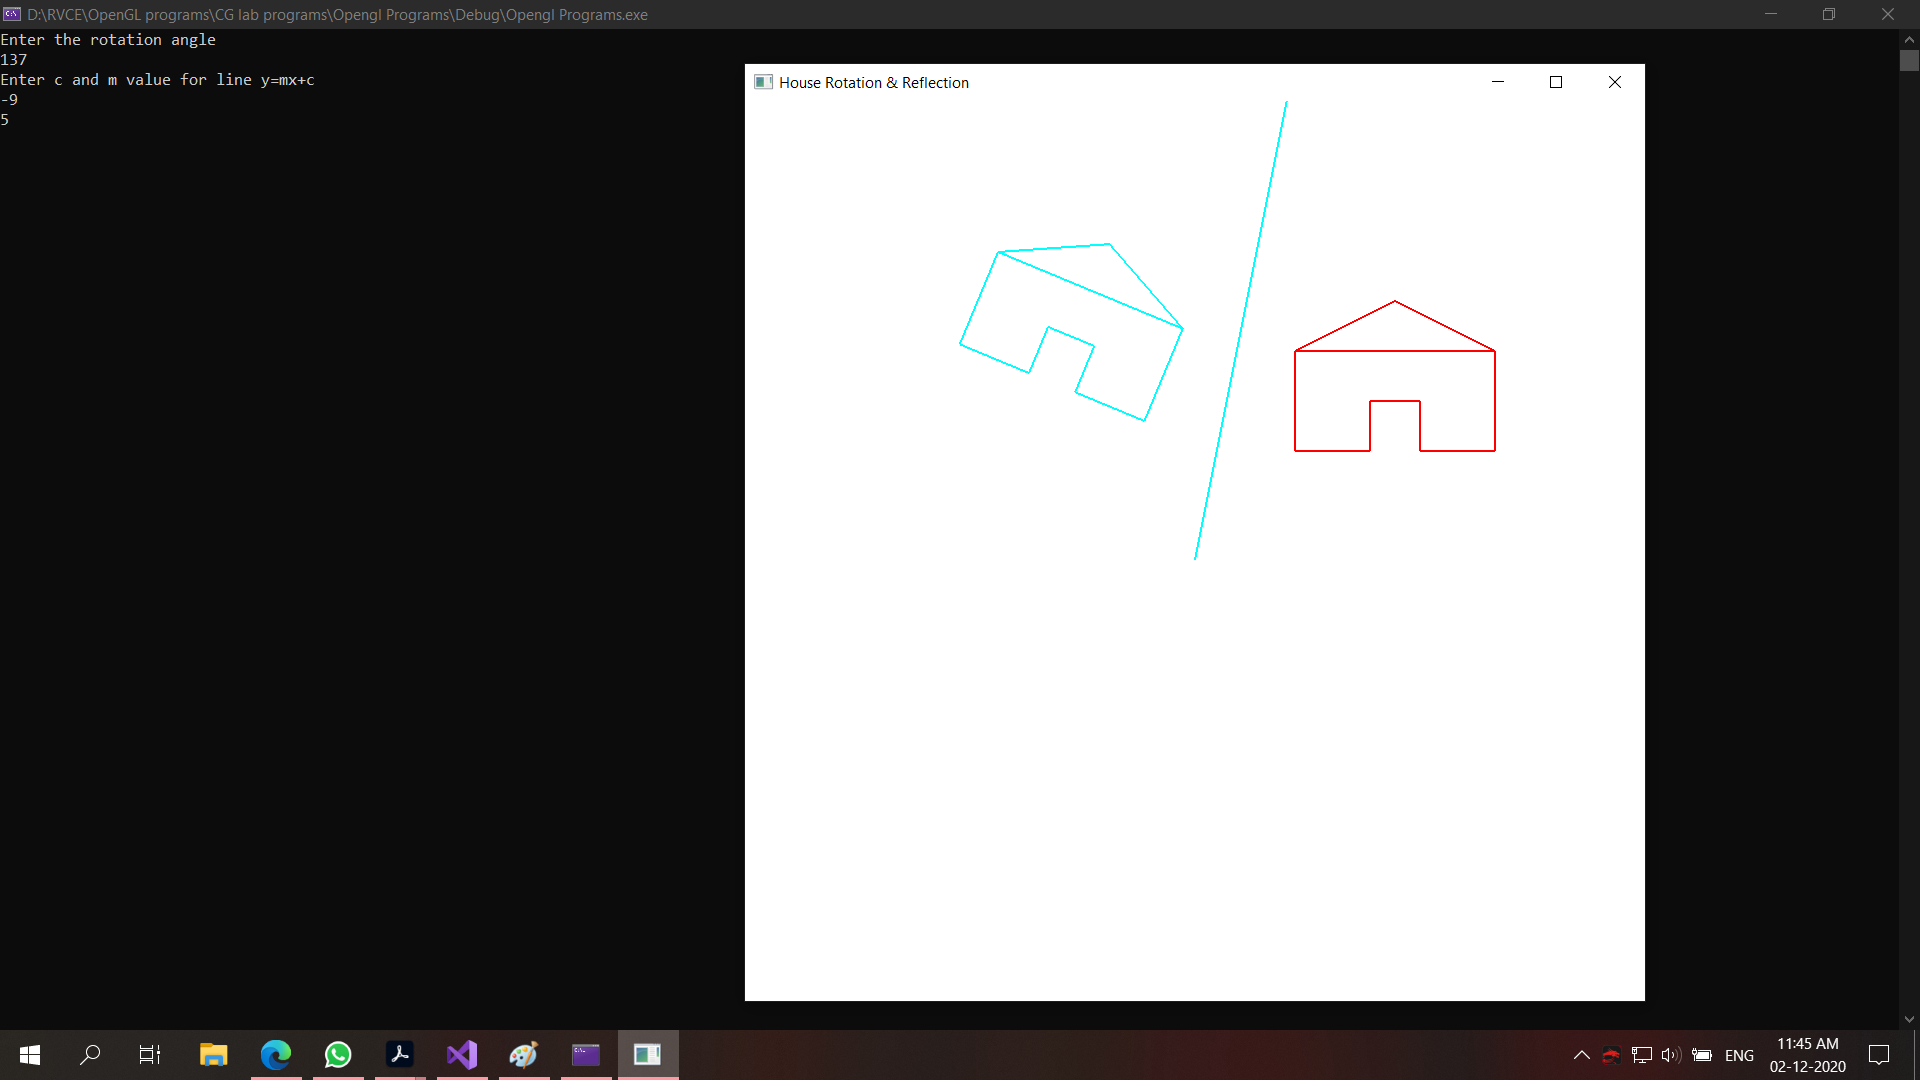 D:\RVCE\OpenGL programs\CG lab programs\Opengl Programs\Debug\Opengl Programs.exe
Enter the rotation angle
137
Enter c and m value for line y=mx+c
-9
5
House Rotation & Reflection
ENG
11:45 AM
02-12-2020